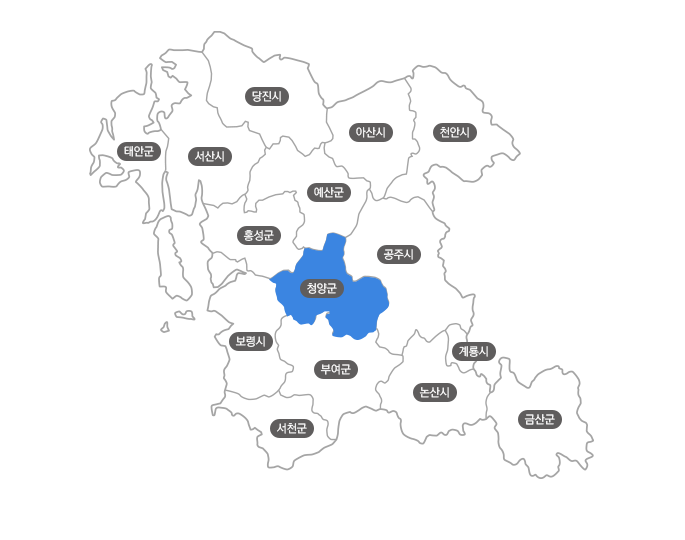 당진시
아산시
천안시
태안군
서산시
예산군
홍성군
공주시
청양군
보령시
계룡시
부여군
논산시
금산군
서천군